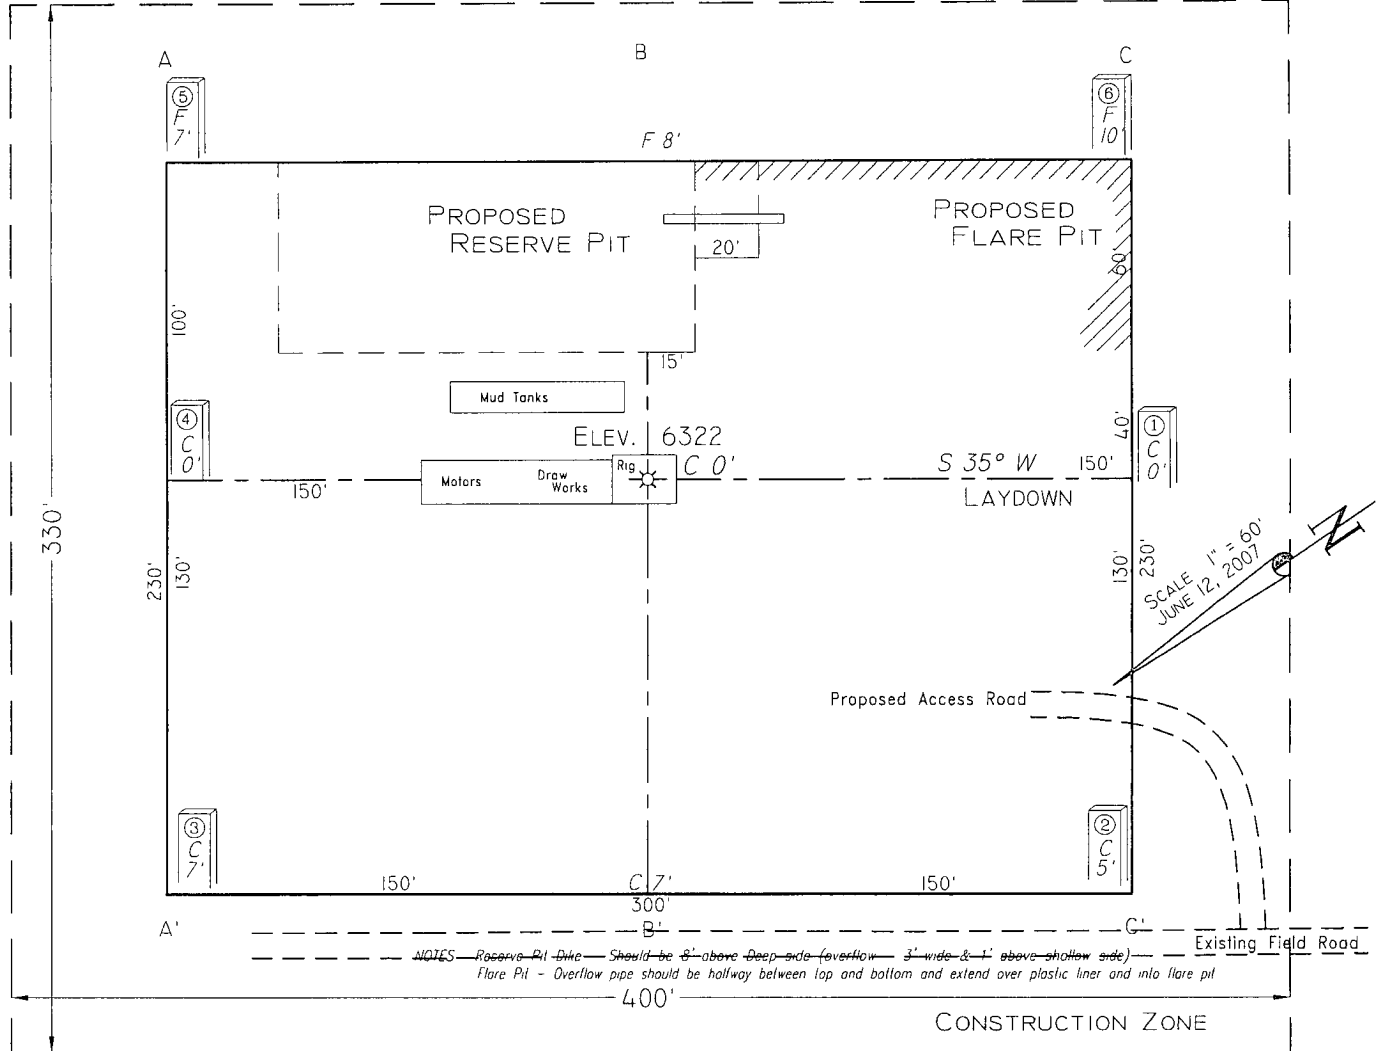 A
B
C
⑤
F
7'
⑥
F
10'
F 8'
PROPOSED
RESERVE PIT
PROPOSED
FLARE PIT
20'
60'
100'
15'
Mud Tanks
④
C
0'
①
C
0'
40'
ELEV. 6322
Rig
C 0'
S 35° W
150'
Motors
Draw
Works
150'
LAYDOWN
330'
N
SCALE 1" = 60'
JUNE 12, 2007
230'
130'
130'
230'
Proposed Access Road
③
C
7'
②
C
5'
150'
C 7'
150'
300'
A'
B'
C'
Existing Field Road
NOTES - Reserve Pit Dike - Should be 8' above Deep side (overflow - 3' wide & 1' above shallow side)
Flare Pit - Overflow pipe should be halfway between top and bottom and extend over plastic liner and into flare pit
400'
CONSTRUCTION ZONE